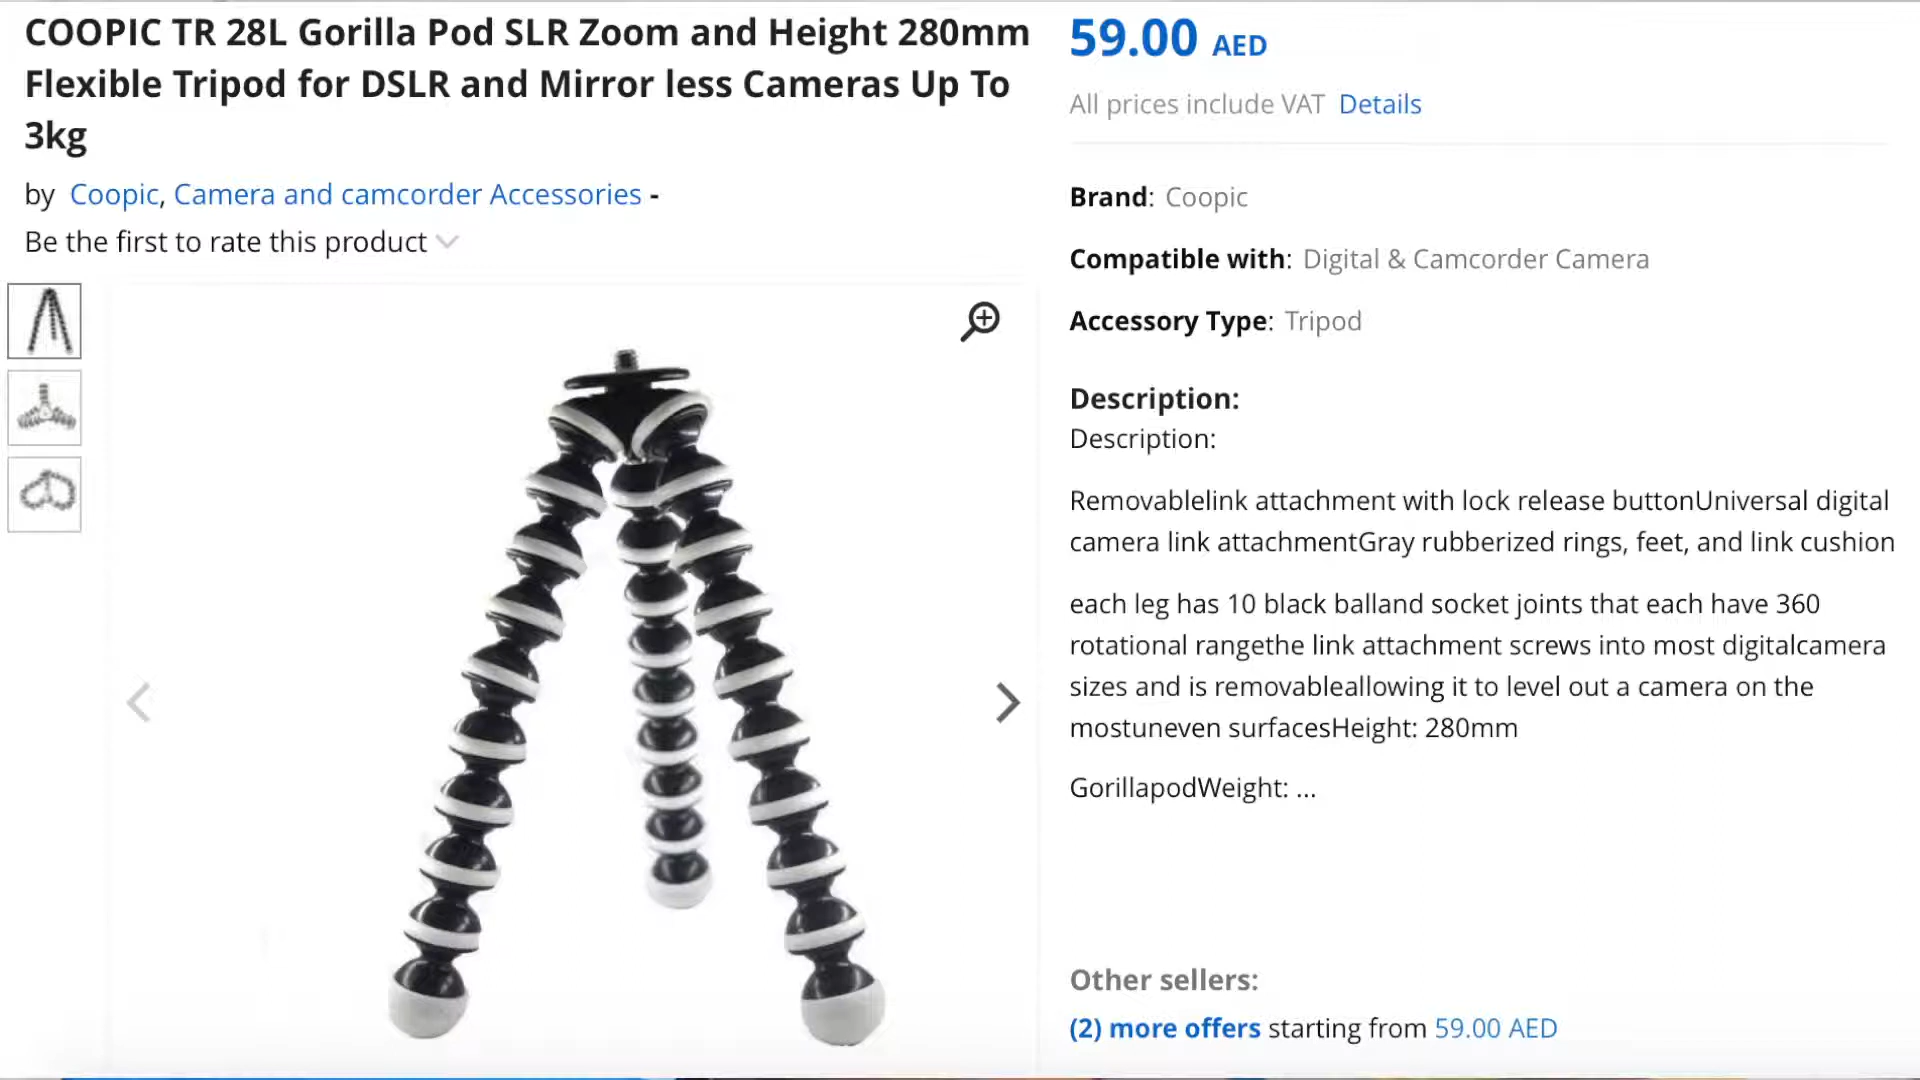 COOPIC TR 28L Gorilla Pod SLR Zoom and Height 280mm
Flexible Tripod for DSLR and Mirror less Cameras Up To
3kg
by Coopic, Camera and camcorder Accessories -
Be the first to rate this product
59.00 AED
All prices include VAT Details
Brand: Coopic
Compatible with: Digital & Camcorder Camera
Accessory Type: Tripod
Description:
Description:
Removablelink attachment with lock release buttonUniversal digital
camera link attachmentGray rubberized rings, feet, and link cushion
each leg has 10 black balland socket joints that each have 360
rotational rangethe link attachment screws into most digitalcamera
sizes and is removableallowing it to level out a camera on the
mostuneven surfacesHeight: 280mm
GorillapodWeight: ...
Other sellers:
(2) more offers starting from 59.00 AED